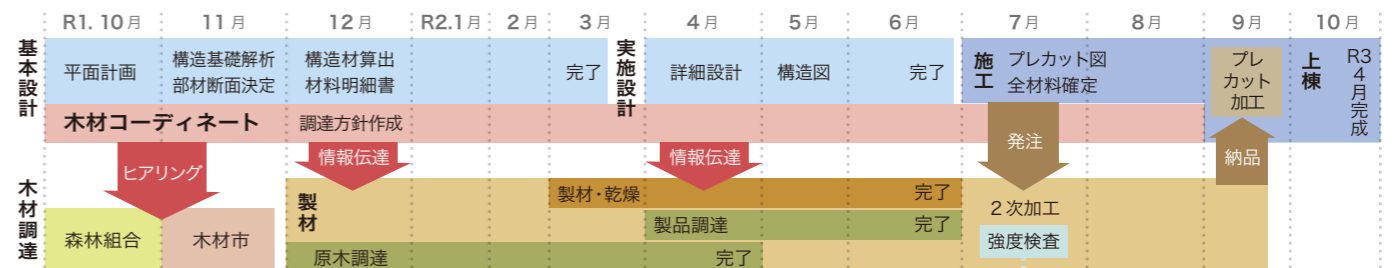 R1. 10月 11月 12月 R2.1月 2月 3月 4月 5月 6月 7月 8月 9月 10月
基本設計
平面計画
構造基礎解析
部材断面決定
構造材算出
材料明細書
完了
実施設計
詳細設計
構造図
完了
施工
プレカット図
全材料確定
プレ
カット
加工
上棟
R3
4月完成
木材コーディネート
調達方針作成
ヒアリング
情報伝達
情報伝達
発注
納品
木材調達
森林組合
木材市
製材
製材・乾燥
完了
製品調達
完了
原木調達
完了
2次加工
強度検査